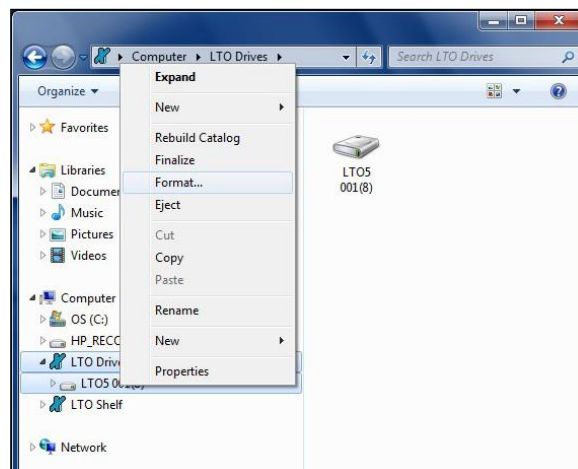 Computer ▸ LTO Drives ▸
Search LTO Drives
Organize
Expand
New
Rebuild Catalog
Finalize
Format...
Eject
Cut
Copy
Paste
Rename
New
Properties
Favorites
Libraries
Documen
Music
Pictures
Videos
Computer
OS (C:)
HP_RECO
LTO Drive
LTO5 001(8)
LTO Shelf
Network
LTO5
001(8)